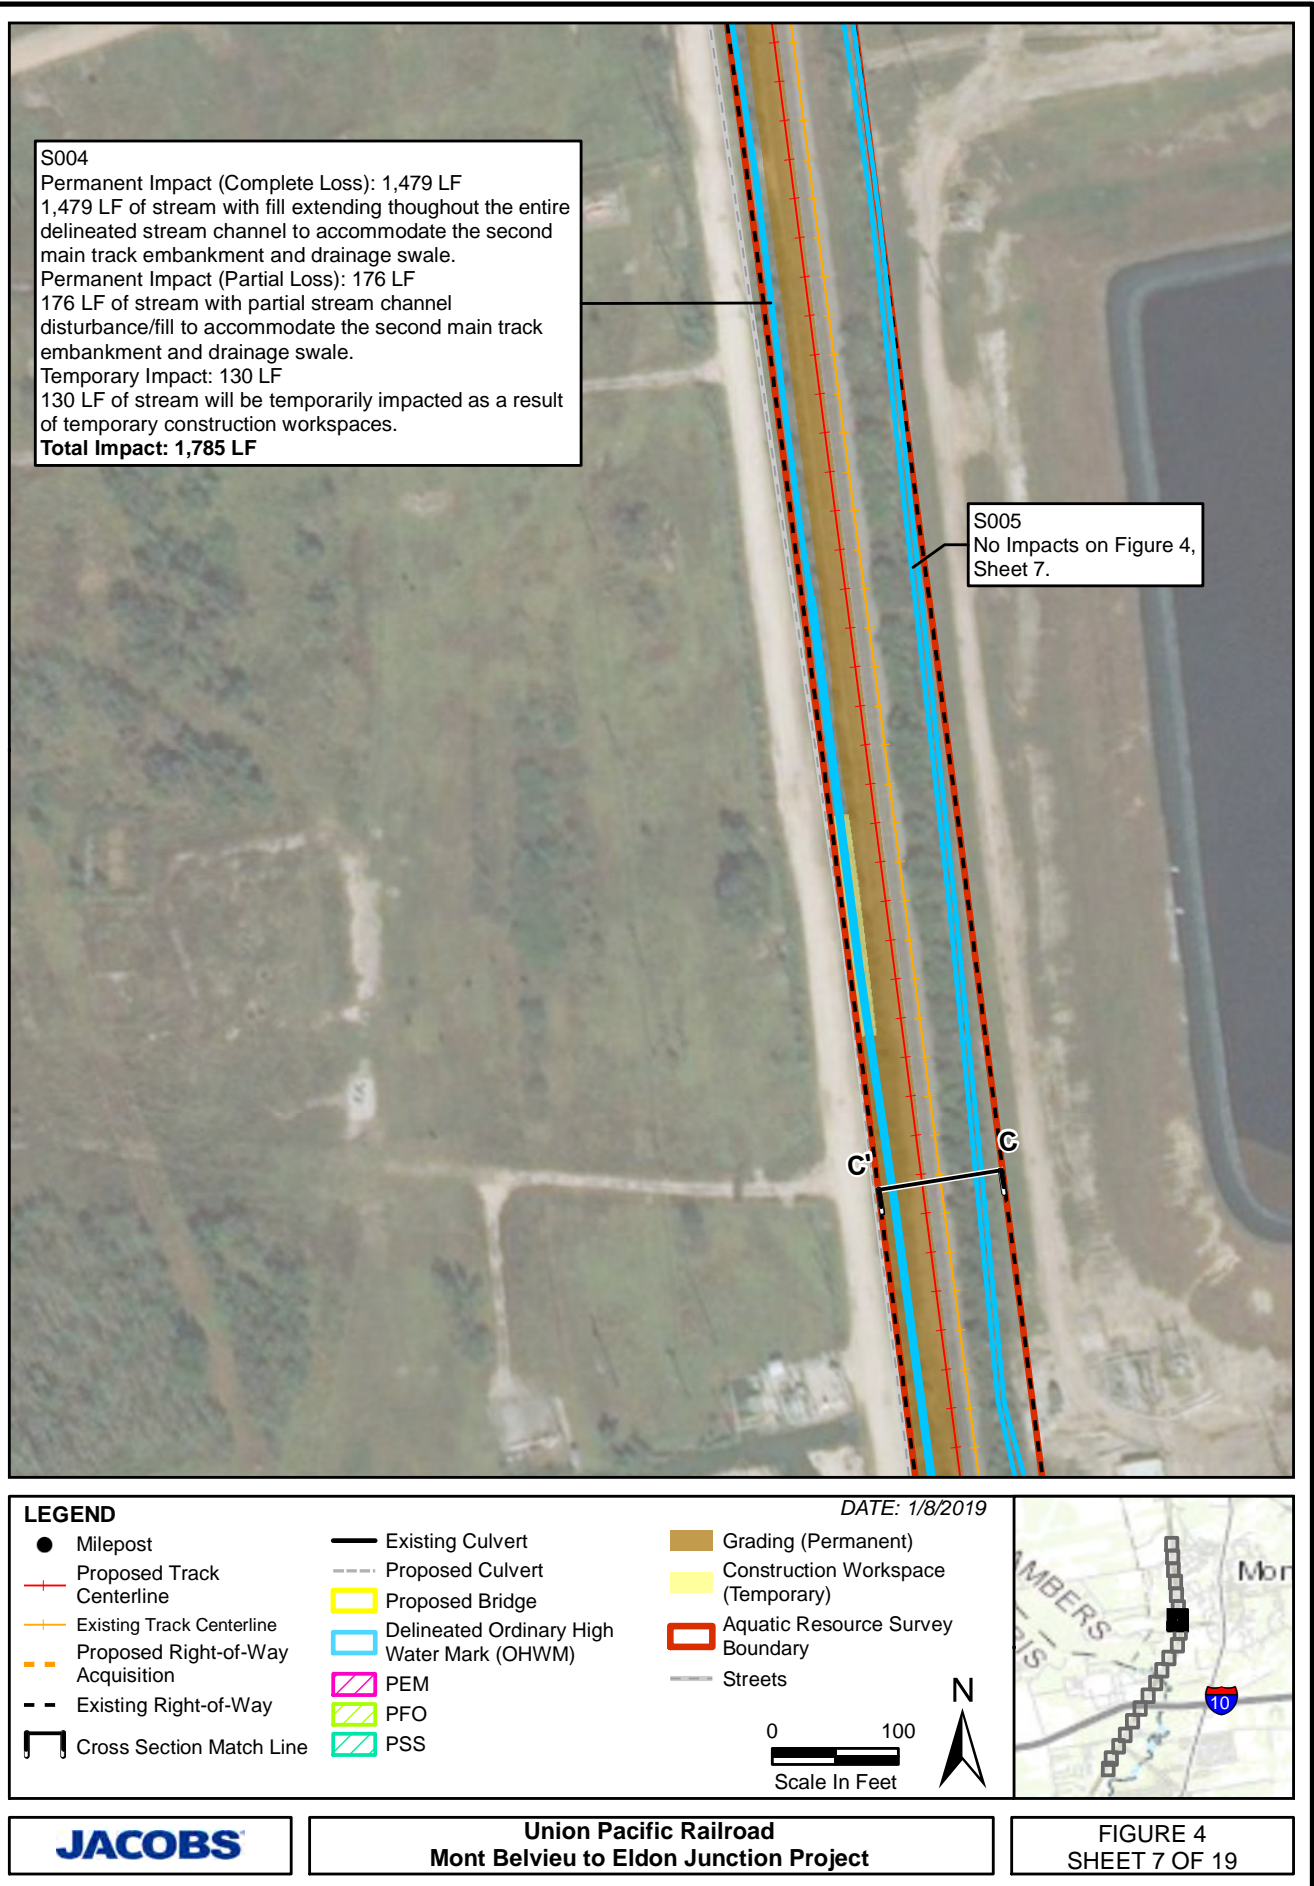 S004
Permanent Impact (Complete Loss): 1,479 LF
1,479 LF of stream with fill extending thoughout the entire
delineated stream channel to accommodate the second
main track embankment and drainage swale.
Permanent Impact (Partial Loss): 176 LF
176 LF of stream with partial stream channel
disturbance/fill to accommodate the second main track
embankment and drainage swale.
Temporary Impact: 130 LF
130 LF of stream will be temporarily impacted as a result
of temporary construction workspaces.
Total Impact: 1,785 LF
S005
No Impacts on Figure 4,
Sheet 7.
C'
C
LEGEND
Milepost
Proposed Track
Centerline
Existing Track Centerline
Proposed Right-of-Way
Acquisition
Existing Right-of-Way
Cross Section Match Line
Existing Culvert
Proposed Culvert
Proposed Bridge
Delineated Ordinary High
Water Mark (OHWM)
PEM
PFO
PSS
DATE: 1/8/2019
Grading (Permanent)
Construction Workspace
(Temporary)
Aquatic Resource Survey
Boundary
Streets
0 100
Scale In Feet
N
AMBERS
RIS
Mon
10
JACOBS
Union Pacific Railroad
Mont Belvieu to Eldon Junction Project
FIGURE 4
SHEET 7 OF 19